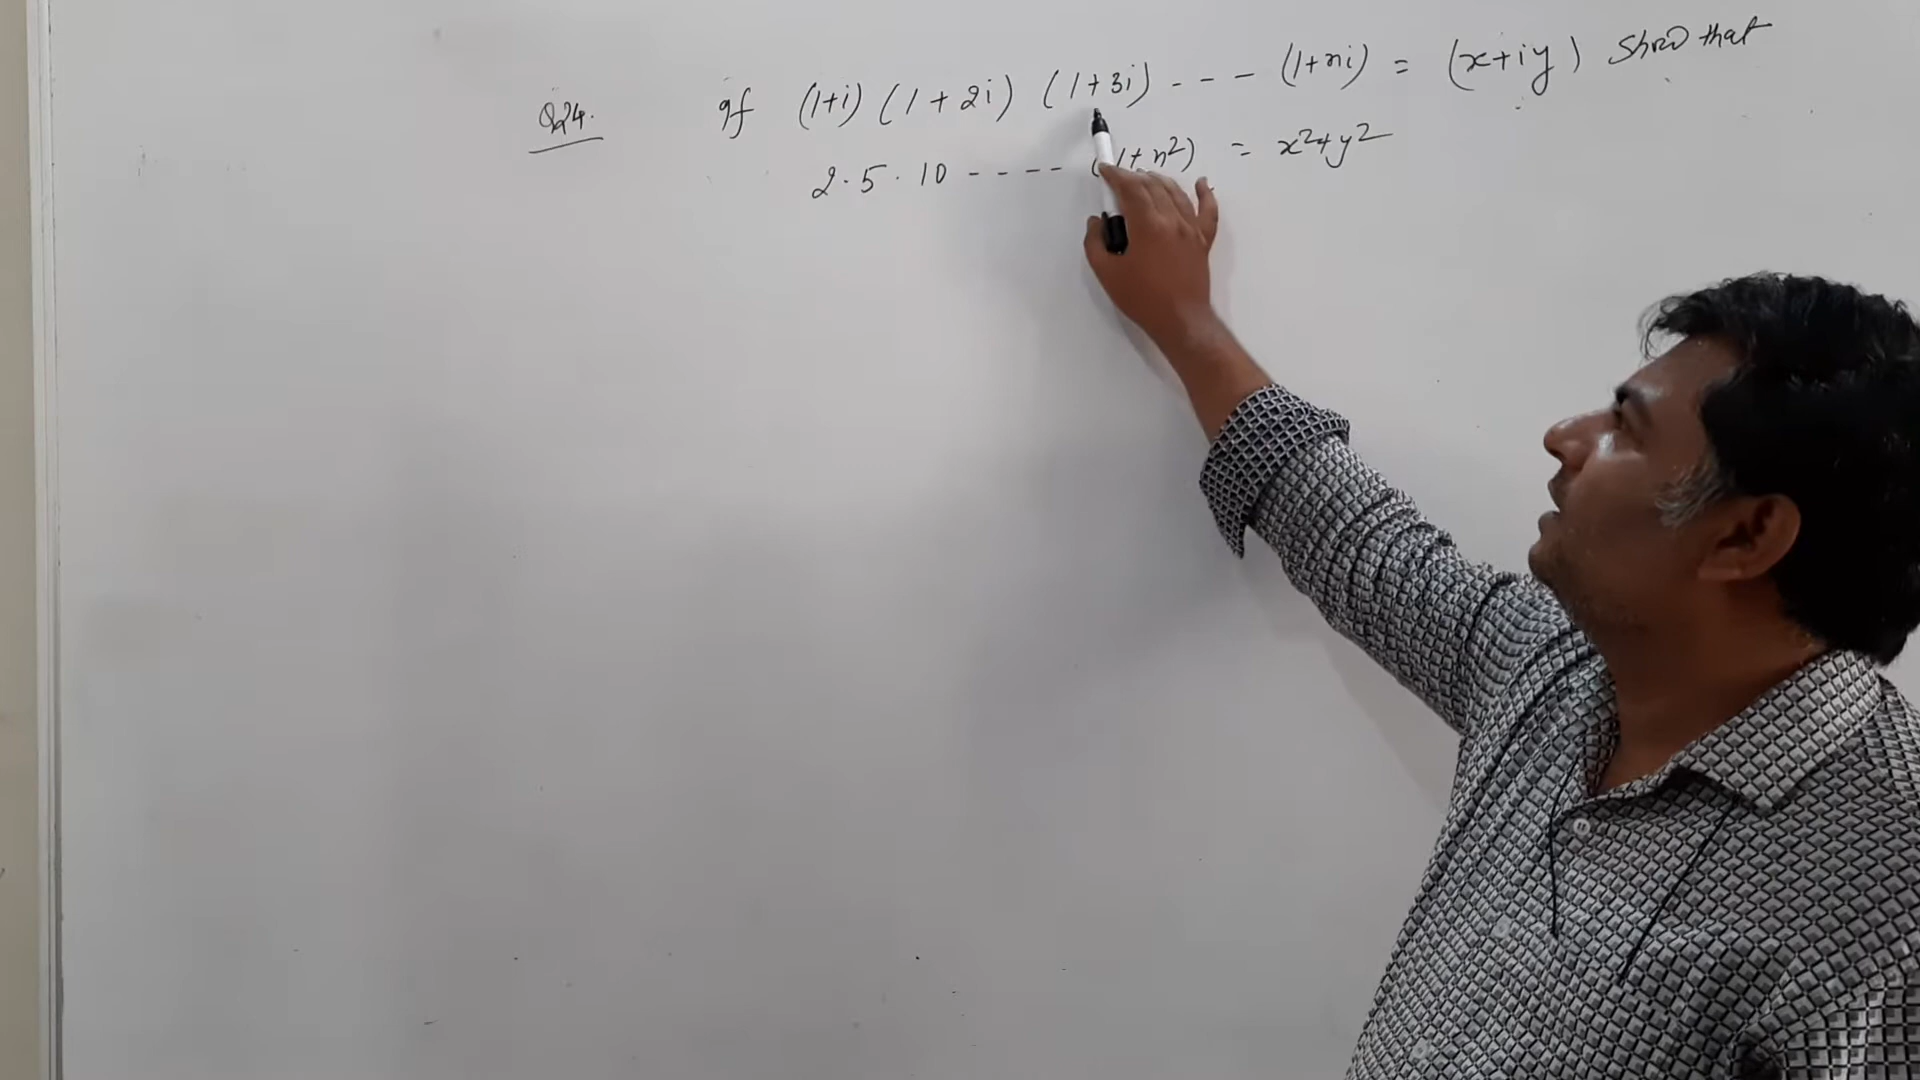 Q24. If (1+i) (1+2i) (1+3i) --- (1+ni) = (x+iy) Show that
2.5.10 ---- (1+n²) = x²+y²